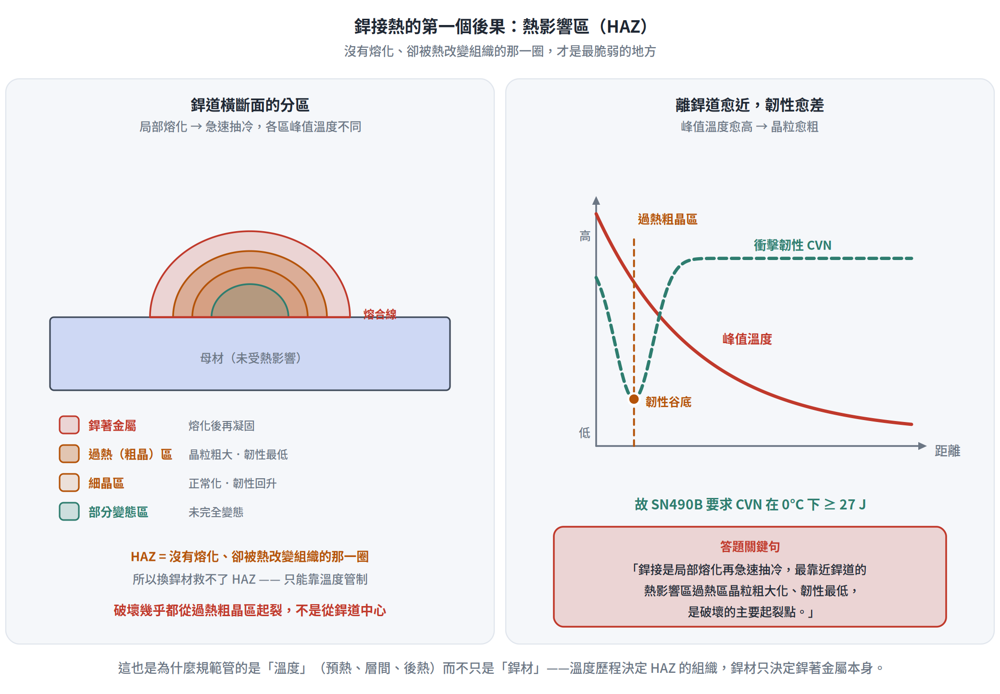 銲接熱的第一個後果：熱影響區（HAZ）
沒有熔化、卻被熱改變組織的那一圈，才是最脆弱的地方
銲道橫斷面的分區
局部熔化 → 急速抽冷，各區峰值溫度不同
熔合線
母材（未受熱影響）
銲著金屬 熔化後再凝固
過熱（粗晶）區 晶粒粗大．韌性最低
細晶區 正常化．韌性回升
部分變態區 未完全變態
HAZ = 沒有熔化、卻被熱改變組織的那一圈
所以換銲材救不了 HAZ —— 只能靠溫度管制
破壞幾乎都從過熱粗晶區起裂，不是從銲道中心
離銲道愈近，韌性愈差
峰值溫度愈高 → 晶粒愈粗
過熱粗晶區
高
衝擊韌性 CVN
峰值溫度
韌性谷底
低
距離
故 SN490B 要求 CVN 在 0°C 下 ≥ 27 J
答題關鍵句
「銲接是局部熔化再急速抽冷，最靠近銲道的
熱影響區過熱區晶粒粗大化、韌性最低，
是破壞的主要起裂點。」
這也是為什麼規範管的是「溫度」（預熱、層間、後熱）而不只是「銲材」——溫度歷程決定 HAZ 的組織，銲材只決定銲著金屬本身。